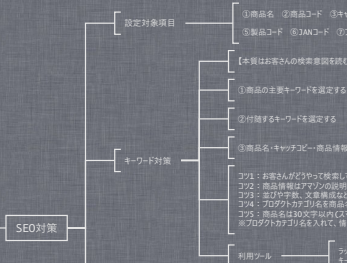 設定対象項目
①商品名 ②商品コード ③キ
⑤製品コード ⑥JANコード ⑦
【本質はお客さんの検索意図を読む
①商品の主要キーワードを選定する
②付随するキーワードを選定する
キーワード対策
③商品名・キャッチコピー・商品情報
コツ1：お客さんがどうやって検索し
コツ2：商品情報はアマゾンの説明
コツ3：並びや字数、文章構成な
コツ4：プロダクトカテゴリ名を商品
コツ5：商品名は30文字以内
※プロダクトカテゴリ名を入れて、情
SEO対策
利用ツール